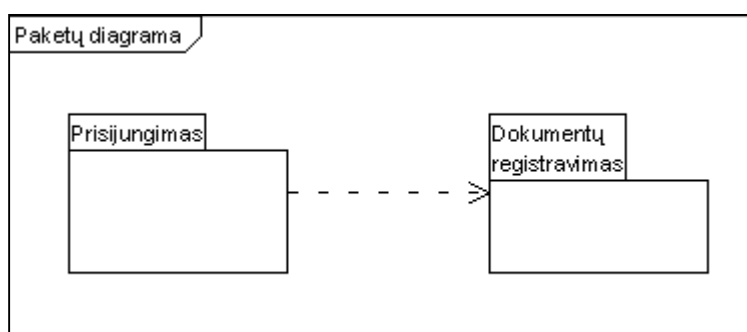 Paketų diagrama
Prisijungimas
Dokumentų
registravimas